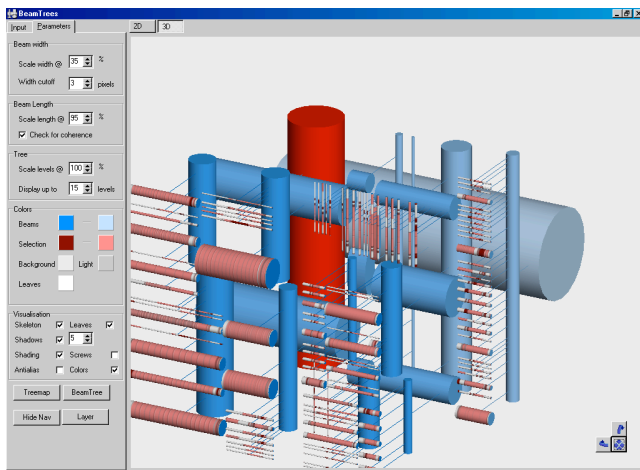 BeamTrees
Input Parameters 2D 3D
Beam width
Scale width @ 35 %
Width cutoff 3 pixels
Beam Length
Scale length @ 95 %
Check for coherence
Tree
Scale levels @ 100 %
Display up to 15 levels
Colors
Beams
Selection
Background Light
Leaves
Visualisation
Skeleton Leaves
Shadows 5
Shading Screws
Antialias Colors
Treemap BeamTree
Hide Nav Layer